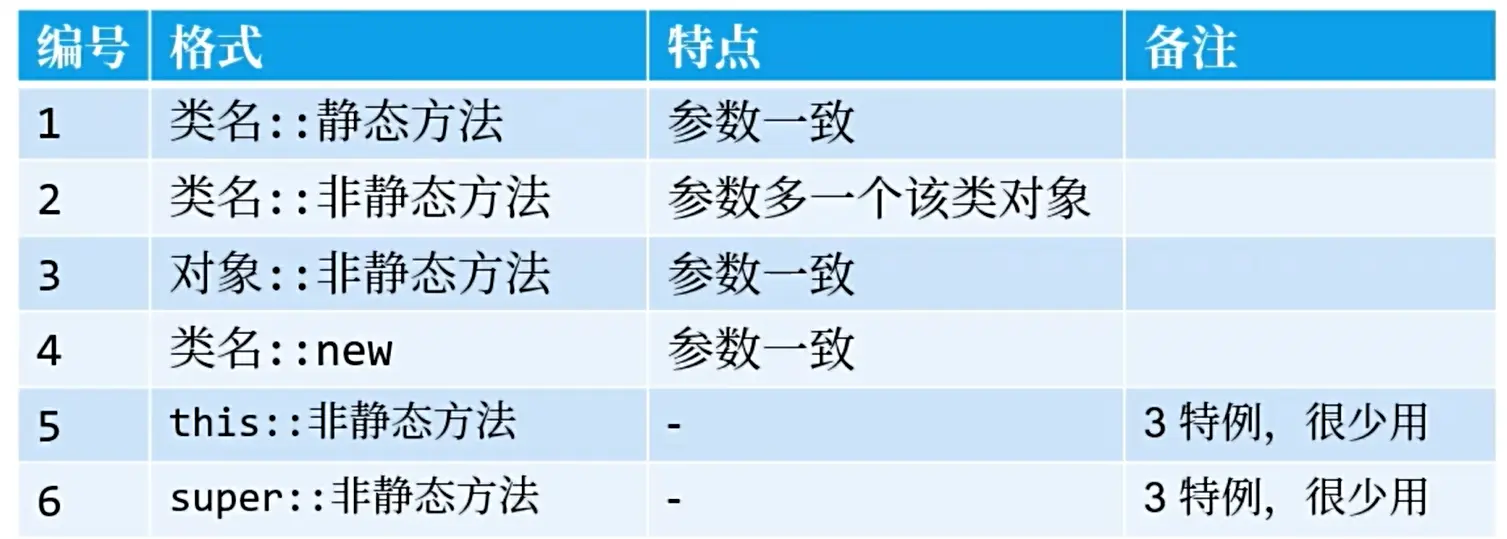 编号 格式 特点 备注
1 类名::静态方法 参数一致
2 类名::非静态方法 参数多一个该类对象
3 对象::非静态方法 参数一致
4 类名::new 参数一致
5 this::非静态方法 - 3 特例，很少用
6 super::非静态方法 - 3 特例，很少用